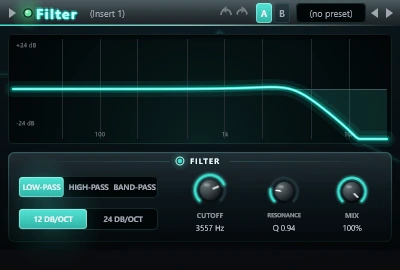 Filter (Insert 1) A B (no preset)
+24 dB
-24 dB
100 1k
FILTER
LOW-PASS HIGH-PASS BAND-PASS
12 DB/OCT 24 DB/OCT
CUTOFF RESONANCE MIX
3557 Hz Q 0.94 100%